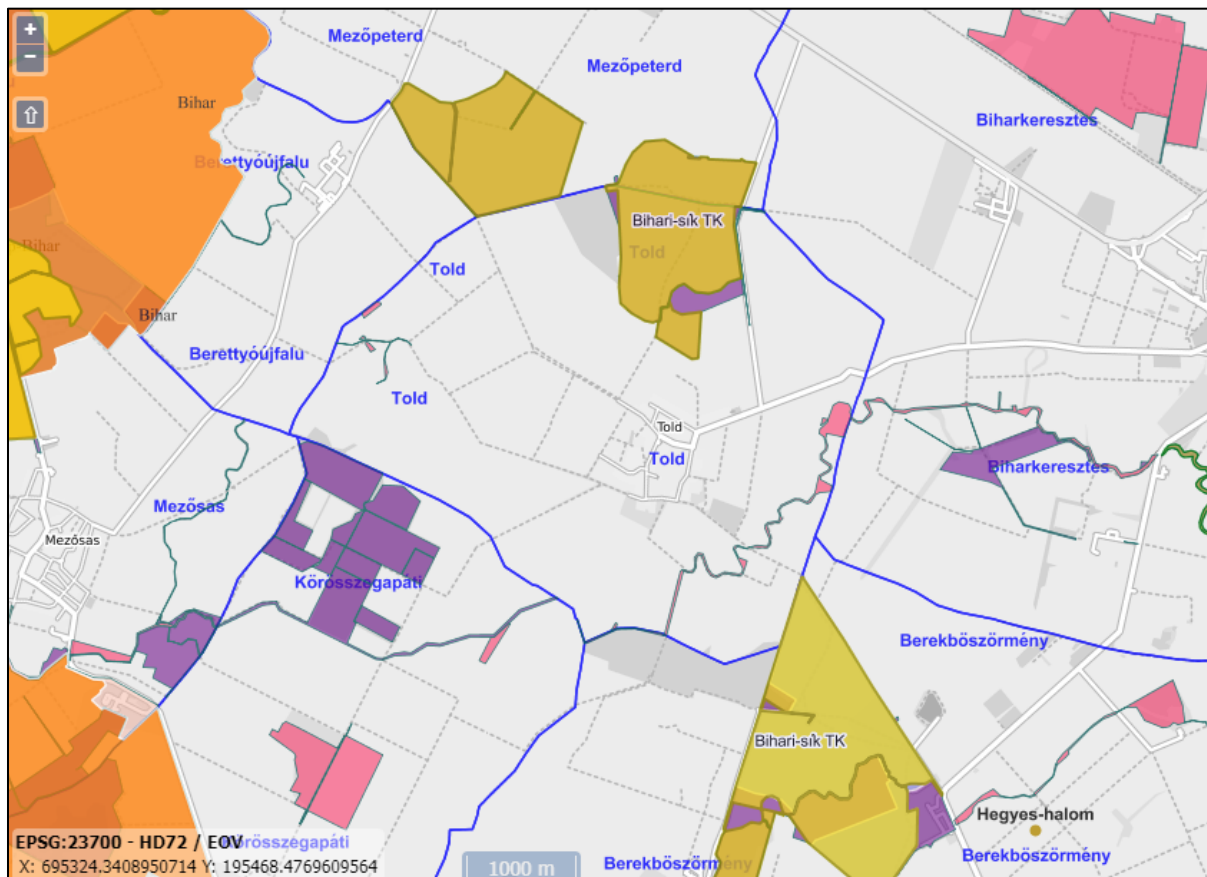 +
Mezőpeterd
−
Mezőpeterd
Bihar
⇧
Biharkeresztes
Berettyóújfalu
Bihari-sík TK
Bihar
Told
Told
Bihar
Berettyóújfalu
Told
Told
Told
Biharkeresztes
Mezősas
Mezősas
Körösszegapáti
Berekböszörmény
Bihari-sík TK
Hegyes-halom
EPSG:23700 - HD72 / EOV
Körösszegapáti
Berekböszörmény
Berekböszörmény
X: 695324.3408950714 Y: 195468.4769609564
1000 m